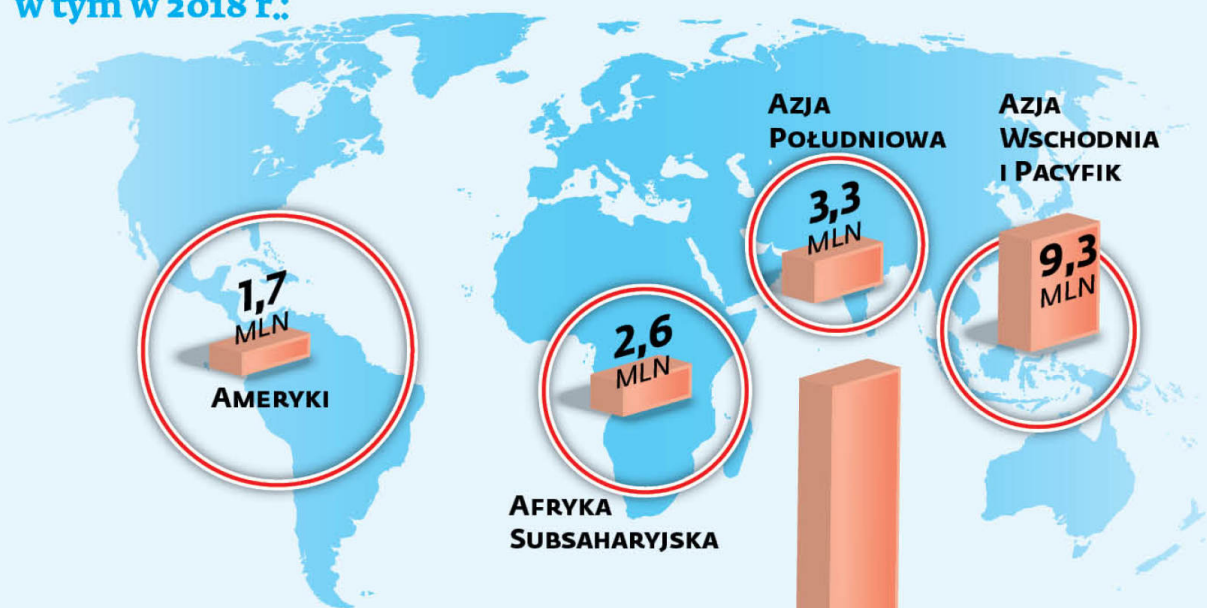 w tym w 2018 r.:
Azja
Południowa
3,3
mln
Azja
Wschodnia
i Pacyfik
9,3
mln
1,7
mln
Ameryki
2,6
mln
Afryka
Subsaharyjska